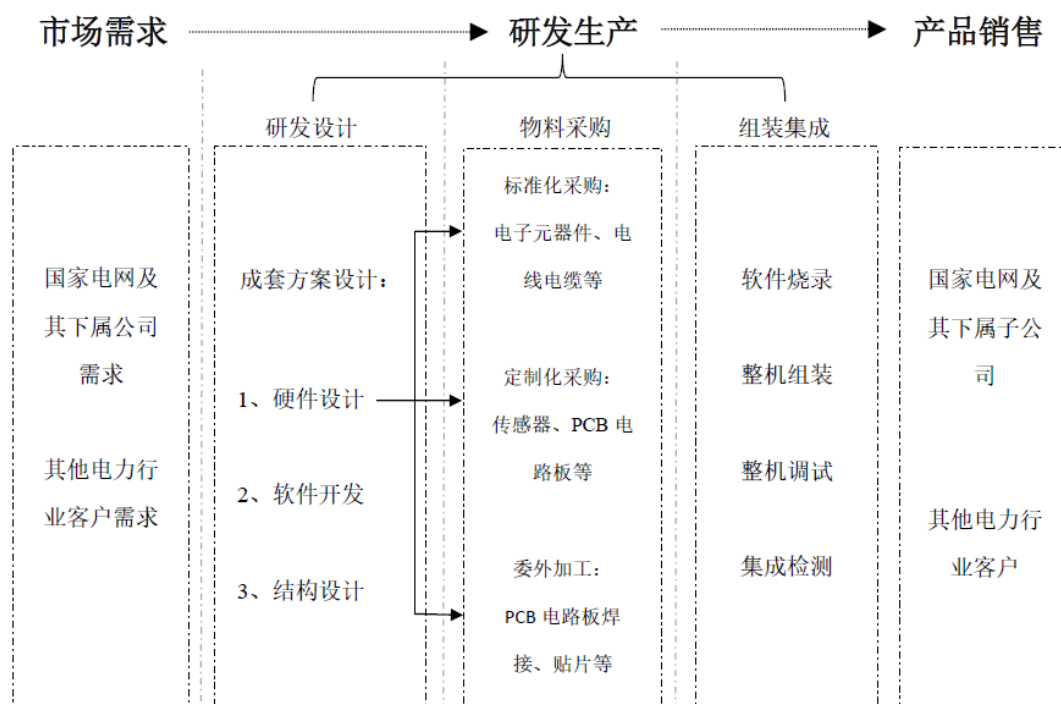 市场需求
研发生产
产品销售
研发设计
物料采购
组装集成
国家电网及
其下属公司
需求
其他电力行
业客户需求
成套方案设计：
1、硬件设计
2、软件开发
3、结构设计
标准化采购：
电子元器件、电
线电缆等
定制化采购：
传感器、PCB 电
路板等
委外加工：
PCB 电路板焊
接、贴片等
软件烧录
整机组装
整机调试
集成检测
国家电网及
其下属子公
司
其他电力行
业客户